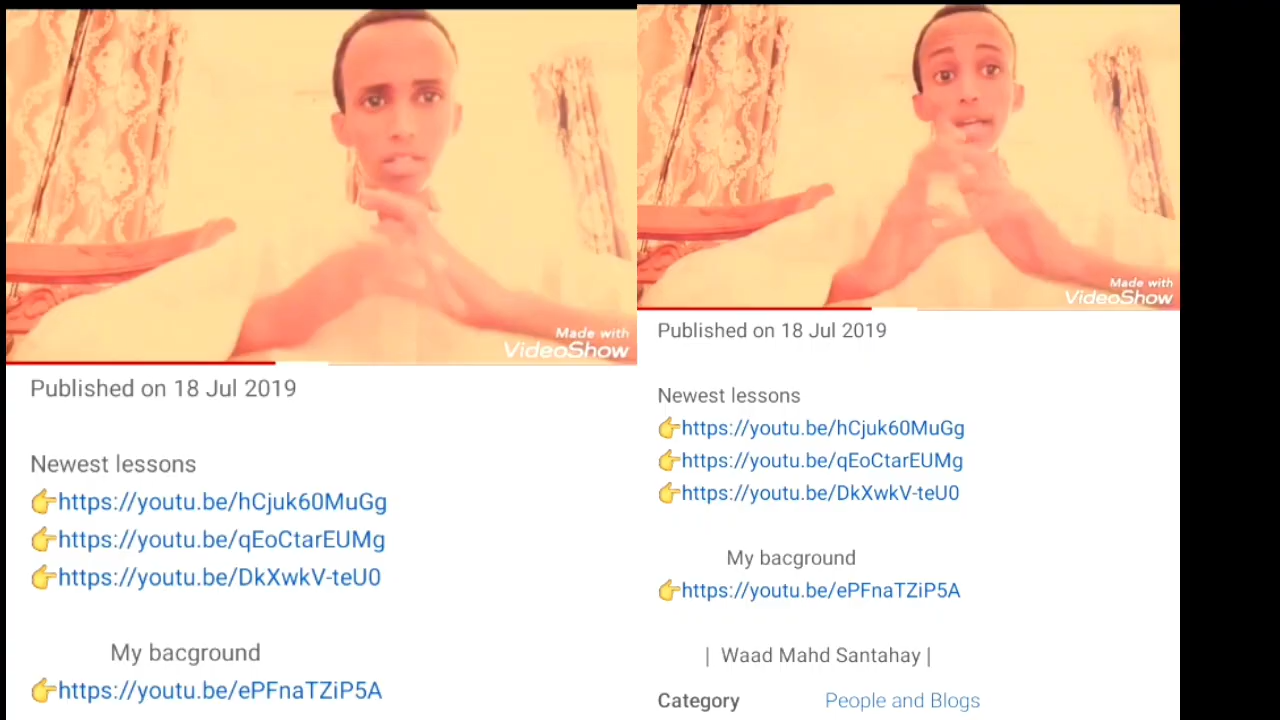 Made with
VideoShow
Published on 18 Jul 2019
Newest lessons
👉https://youtu.be/hCjuk60MuGg
👉https://youtu.be/qEoCtarEUMg
👉https://youtu.be/DkXwkV-teU0
My bacground
👉https://youtu.be/ePFnaTZiP5A
Made with
VideoShow
Published on 18 Jul 2019
Newest lessons
👉https://youtu.be/hCjuk60MuGg
👉https://youtu.be/qEoCtarEUMg
👉https://youtu.be/DkXwkV-teU0
My bacground
👉https://youtu.be/ePFnaTZiP5A
| Waad Mahd Santahay |
Category People and Blogs